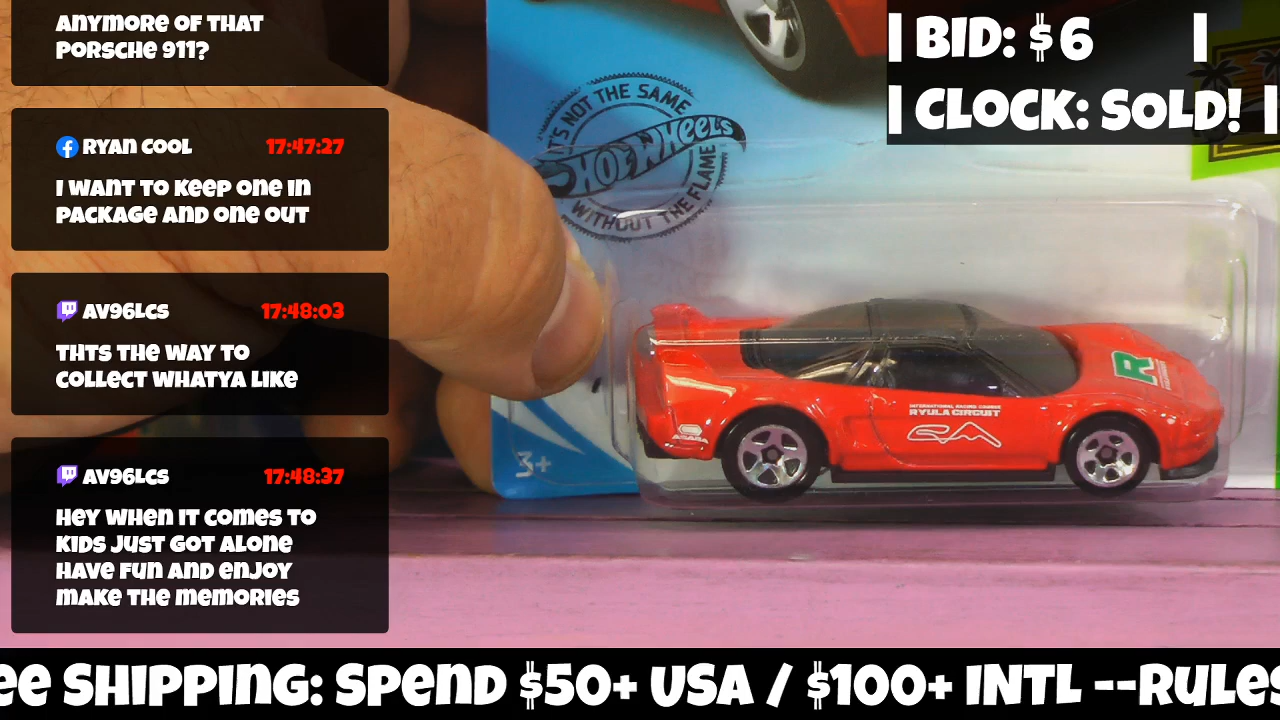 ANYMORE OF THAT
PORSCHE 911?
RYAN COOL 17:47:27
I WANT TO KEEP ONE IN
PACKAGE AND ONE OUT
AV96LCS 17:48:03
THTS THE WAY TO
COLLECT WHATYA LIKE
AV96LCS 17:48:37
HEY WHEN IT COMES TO
KIDS JUST GOT ALONE
HAVE FUN AND ENJOY
MAKE THE MEMORIES
| BID: $6 |
| CLOCK: SOLD! |
IT'S NOT THE SAME
HOT WHEELS
WITHOUT THE FLAME
3+
INTERNATIONAL RACING COURSE
RYULA CIRCUIT
R
ee SHIPPING: SPEND $50+ USA / $100+ INTL --RULES